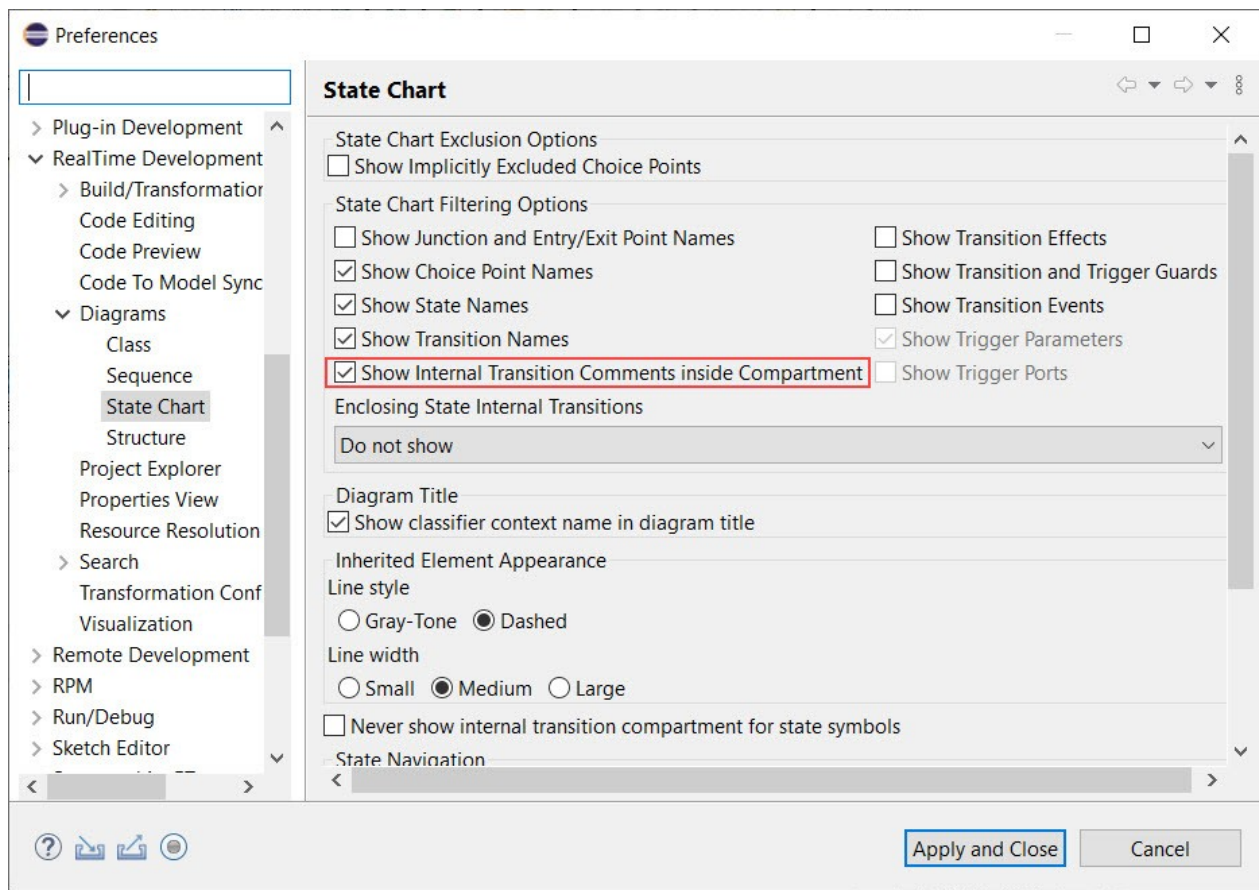 Preferences
Plug-in Development
RealTime Development
Build/Transformation
Code Editing
Code Preview
Code To Model Sync
Diagrams
Class
Sequence
State Chart
Structure
Project Explorer
Properties View
Resource Resolution
Search
Transformation Conf
Visualization
Remote Development
RPM
Run/Debug
Sketch Editor
State Chart
State Chart Exclusion Options
Show Implicitly Excluded Choice Points
State Chart Filtering Options
Show Junction and Entry/Exit Point Names
Show Transition Effects
Show Choice Point Names
Show Transition and Trigger Guards
Show State Names
Show Transition Events
Show Transition Names
Show Trigger Parameters
Show Internal Transition Comments inside Compartment
Show Trigger Ports
Enclosing State Internal Transitions
Do not show
Diagram Title
Show classifier context name in diagram title
Inherited Element Appearance
Line style
Gray-Tone Dashed
Line width
Small Medium Large
Never show internal transition compartment for state symbols
State Navigation
Apply and Close Cancel